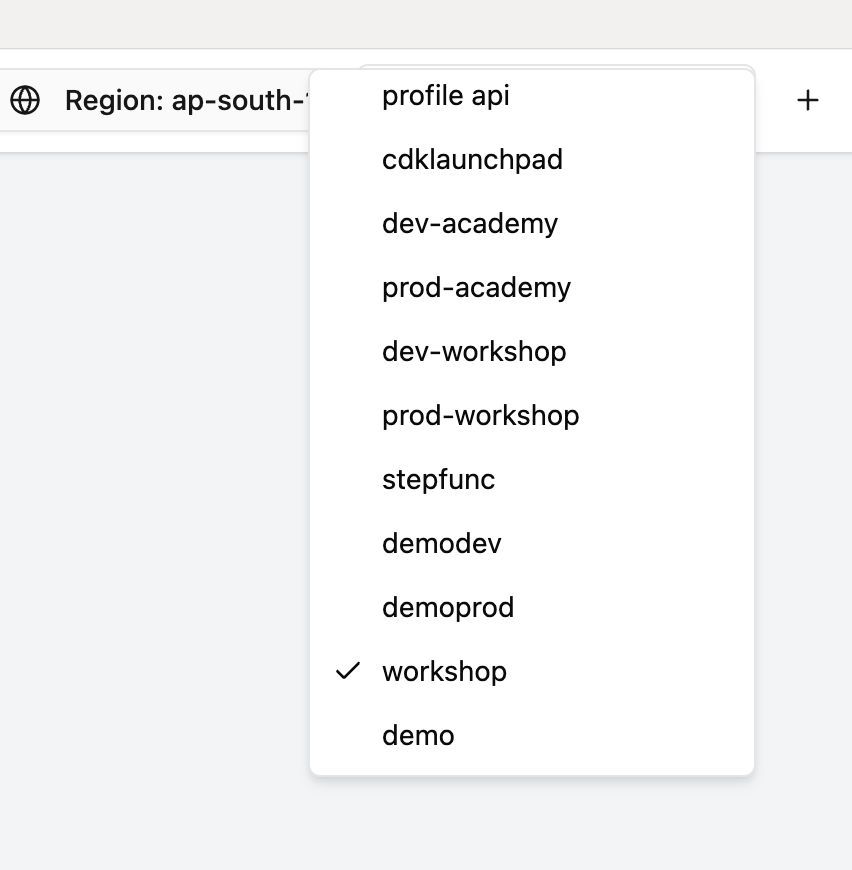 Region: ap-south-
profile api
cdklaunchpad
dev-academy
prod-academy
dev-workshop
prod-workshop
stepfunc
demodev
demoprod
workshop
demo